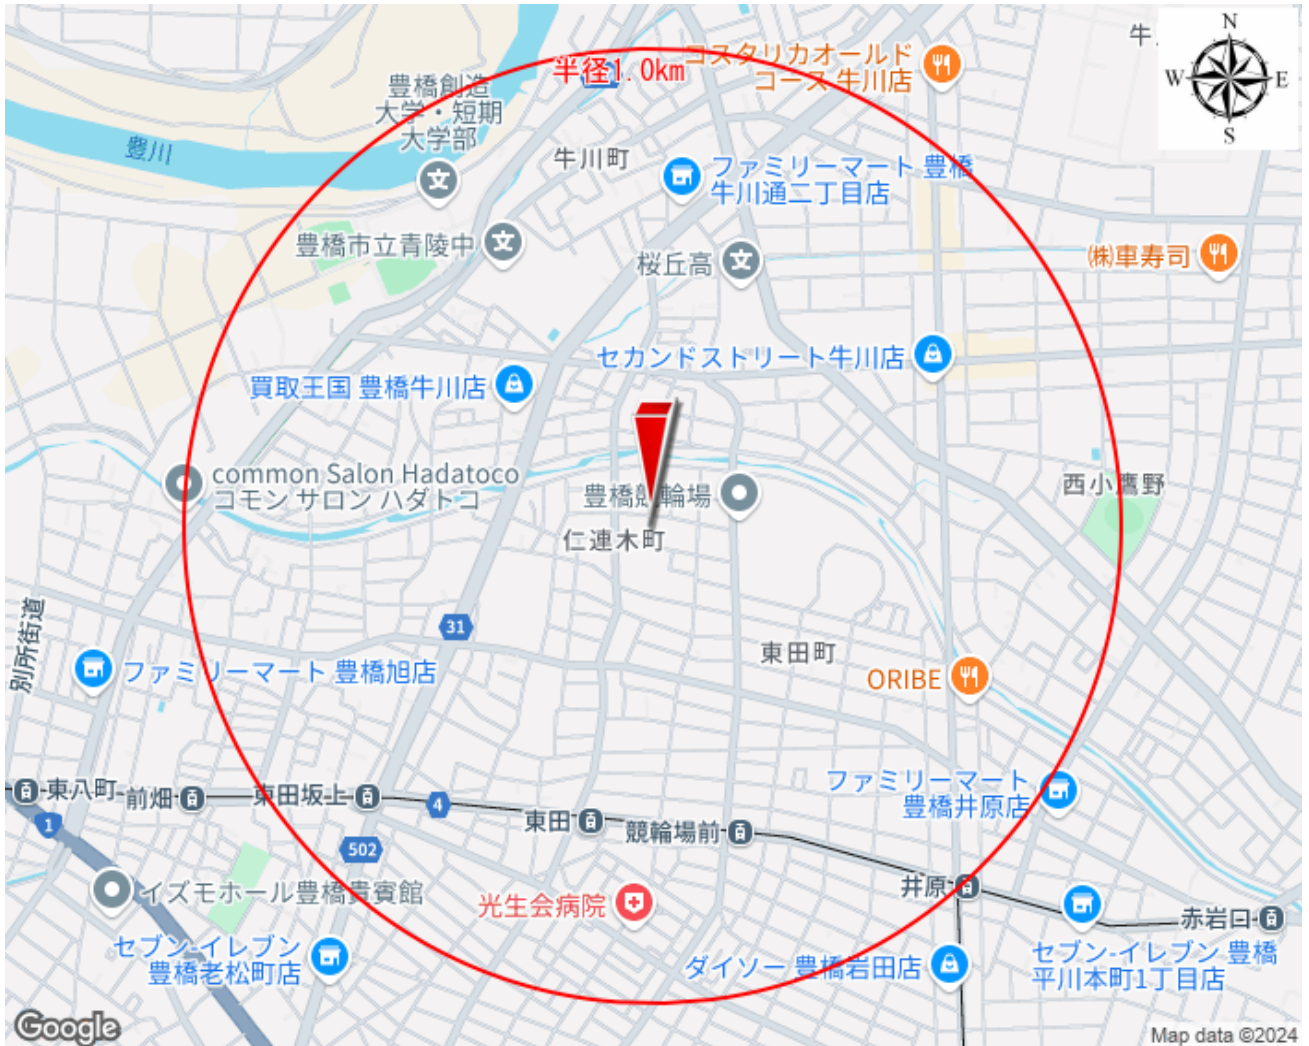 N
W E
S
牛
コスタリカオールド
コース 牛川店
半径1.0km
豊橋創造
大学・短期
大学部
豊川
牛川町
ファミリーマート 豊橋
牛川通二丁目店
豊橋市立青陵中
桜丘高
㈱車寿司
セカンドストリート牛川店
買取王国 豊橋牛川店
common Salon Hadatoco
コモン サロン ハダトコ
豊橋競輪場
西小鷹野
仁連木町
別所街道
31
東田町
ファミリーマート 豊橋旭店
ORIBE
ファミリーマート
豊橋井原店
東八町
前畑
東田坂上
4
1
東田
競輪場前
502
井原
イズモホール豊橋貴賓館
光生会病院
赤岩口
セブン-イレブン
豊橋老松町店
ダイソー 豊橋岩田店
セブン-イレブン 豊橋
平川本町1丁目店
Google
Map data ©2024